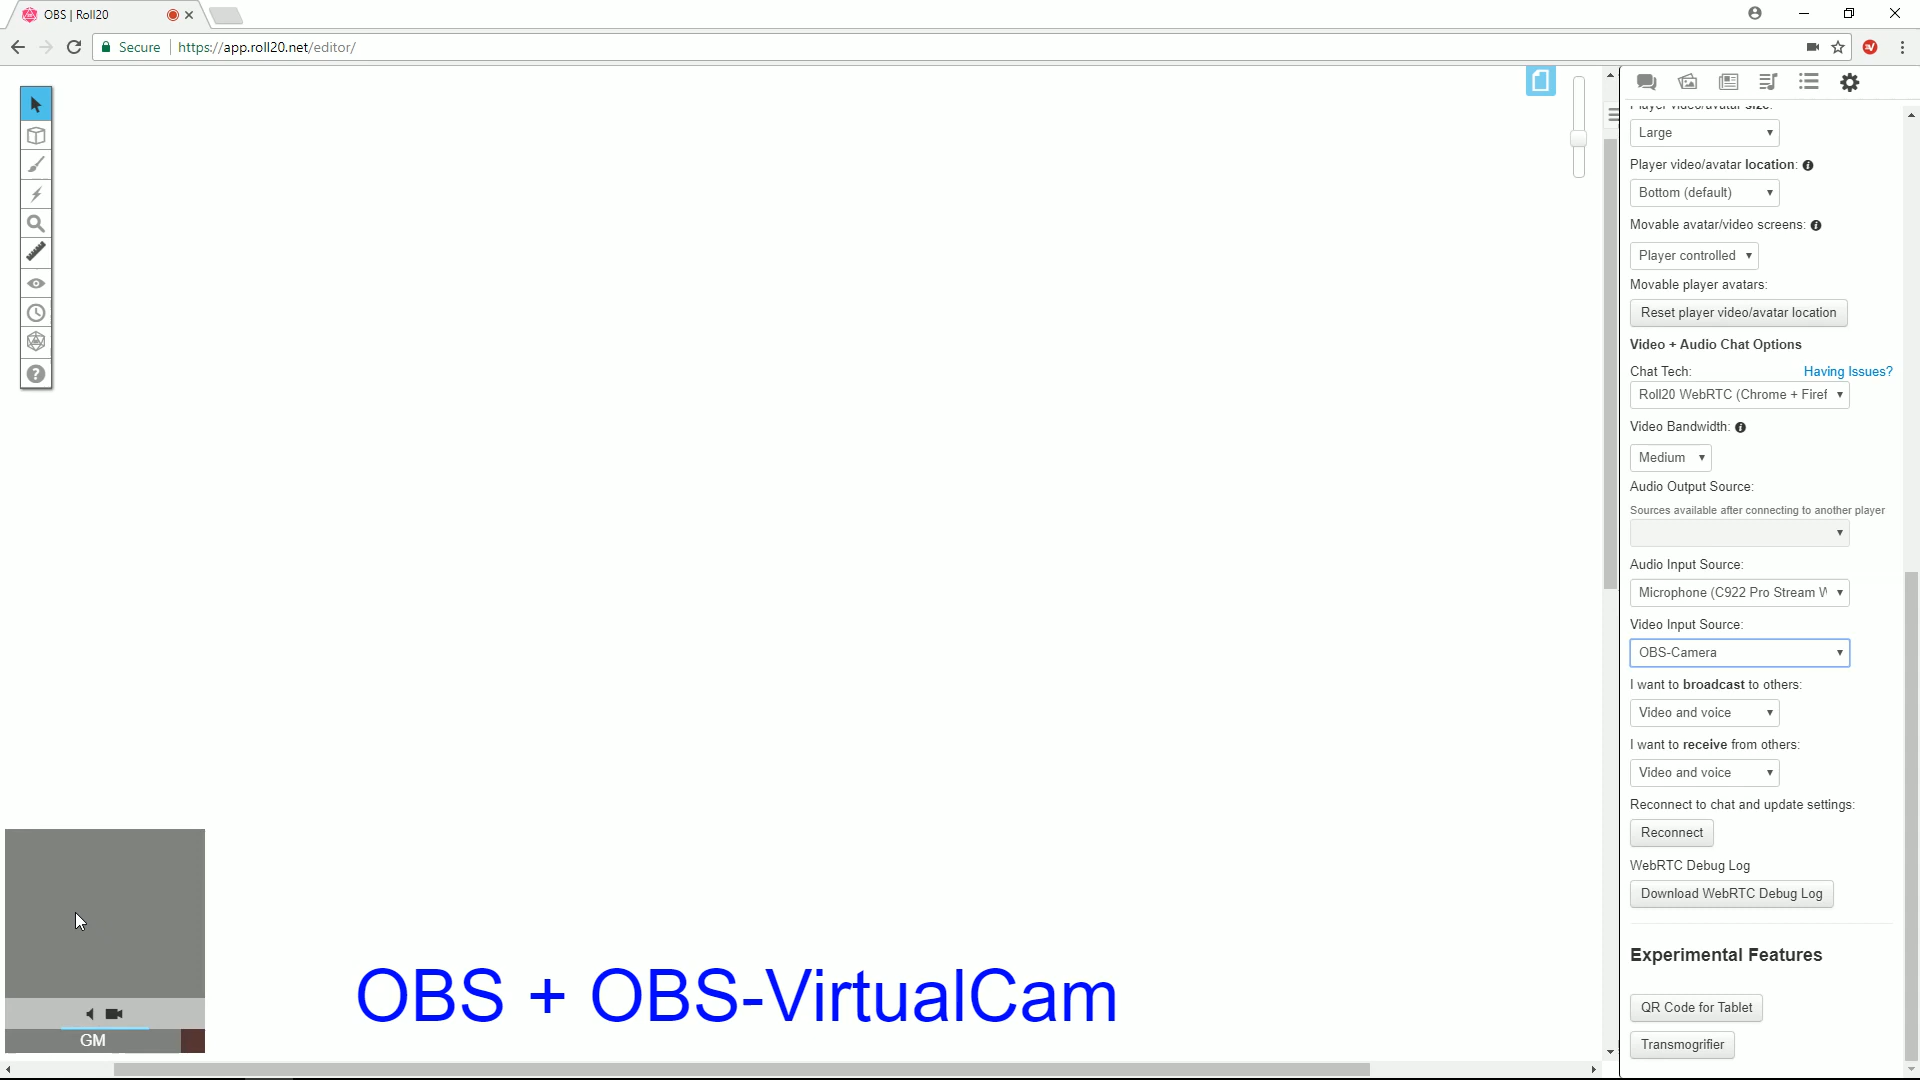 OBS | Roll20
Secure
https://app.roll20.net/editor/
Player video/avatar size:
Large
Player video/avatar location:
Bottom (default)
Movable avatar/video screens:
Player controlled
Movable player avatars:
Reset player video/avatar location
Video + Audio Chat Options
Chat Tech: Having Issues?
Roll20 WebRTC (Chrome + Firef
Video Bandwidth:
Medium
Audio Output Source:
Sources available after connecting to another player
Audio Input Source:
Microphone (C922 Pro Stream W
Video Input Source:
OBS-Camera
I want to broadcast to others:
Video and voice
I want to receive from others:
Video and voice
Reconnect to chat and update settings:
Reconnect
WebRTC Debug Log
Download WebRTC Debug Log
Experimental Features
QR Code for Tablet
Transmogrifier
GM
OBS + OBS-VirtualCam